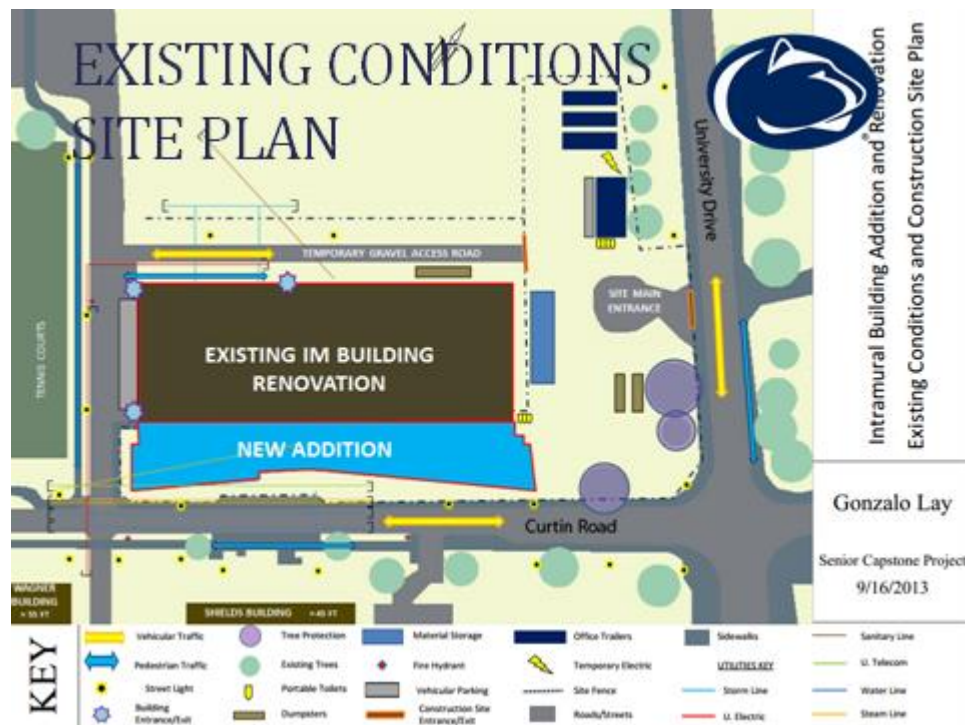 EXISTING CONDITIONS
SITE PLAN
University Drive
TEMPORARY GRAVEL ACCESS ROAD
SITE MAIN
ENTRANCE
TENNIS COURTS
EXISTING IM BUILDING
RENOVATION
NEW ADDITION
Curtin Road
WAGNER
BUILDING
≈ 55 FT
SHIELDS BUILDING ≈ 45 FT
Intramural Building Addition and Renovation
Existing Conditions and Construction Site Plan
®
Gonzalo Lay
Senior Capstone Project
9/16/2013
KEY
Vehicular Traffic
Pedestrian Traffic
Street Light
Building
Entrance/Exit
Tree Protection
Existing Trees
Portable Toilets
Dumpsters
Material Storage
Fire Hydrant
Vehicular Parking
Construction Site
Entrance/Exit
Office Trailers
Temporary Electric
Site Fence
Roads/Streets
Sidewalks
UTILITIES KEY
Storm Line
U. Electric
Sanitary Line
U. Telecom
Water Line
Steam Line